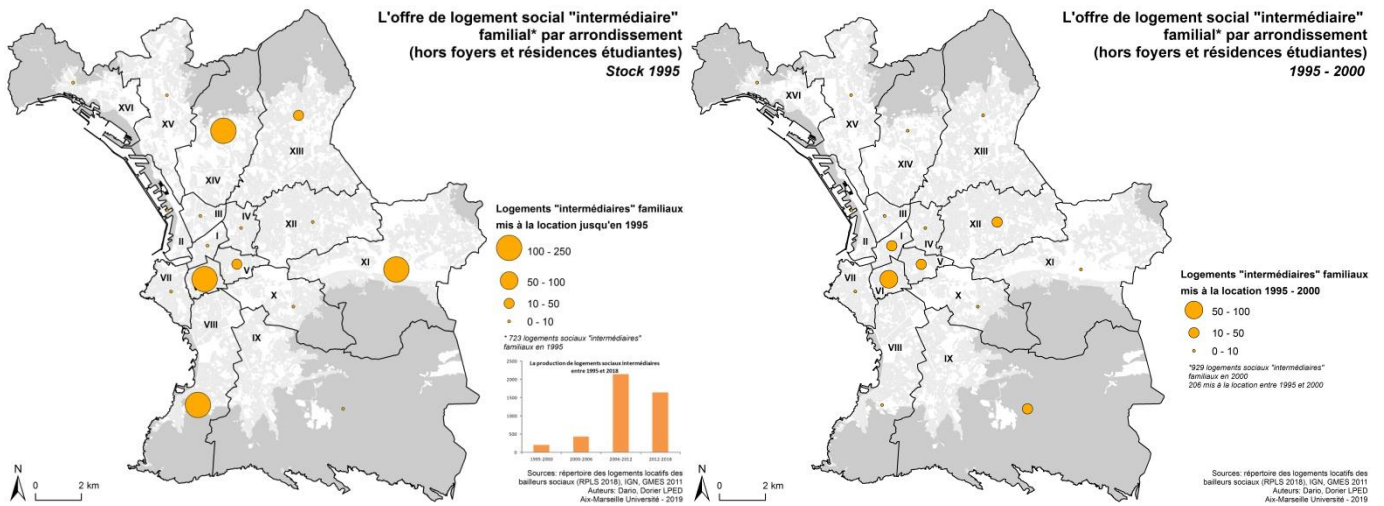 L'offre de logement social "intermédiaire"
familial* par arrondissement
(hors foyers et résidences étudiantes)
Stock 1995
XVI
XV
XIV
XIII
III
IV
XII
II
I
V
XI
VII
X
VIII
IX
Logements "intermédiaires" familiaux
mis à la location jusqu'en 1995
100 - 250
50 - 100
10 - 50
0 - 10
* 723 logements sociaux "intermédiaires"
familiaux en 1995
La production de logements sociaux intermédiaires
entre 1995 et 2018
2500
2000
1500
1000
500
0
1995-2000
2000-2006
2006-2012
2012-2018
N
0 2 km
Sources: répertoire des logements locatifs des
bailleurs sociaux (RPLS 2018), IGN, GMES 2011
Auteurs: Dario, Dorier LPED
Aix-Marseille Université - 2019
L'offre de logement social "intermédiaire"
familial* par arrondissement
(hors foyers et résidences étudiantes)
1995 - 2000
XVI
XV
XIV
XIII
III
IV
XII
II
I
V
XI
VII
VI
X
VIII
IX
Logements "intermédiaires" familiaux
mis à la location 1995 - 2000
50 - 100
10 - 50
0 - 10
*929 logements sociaux "intermédiaires"
familiaux en 2000
206 mis à la location entre 1995 et 2000
N
0 2 km
Sources: répertoire des logements locatifs des
bailleurs sociaux (RPLS 2018), IGN, GMES 2011
Auteurs: Dario, Dorier LPED
Aix-Marseille Université - 2019